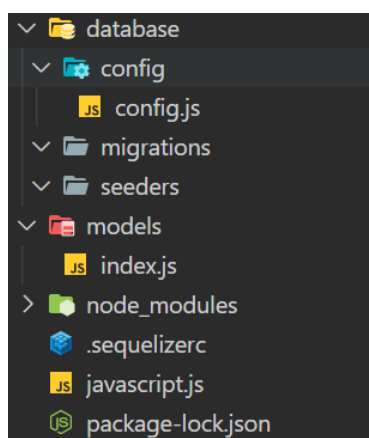 database
config
JS config.js
migrations
seeders
models
JS index.js
node_modules
.sequelizerc
JS javascript.js
JS package-lock.json